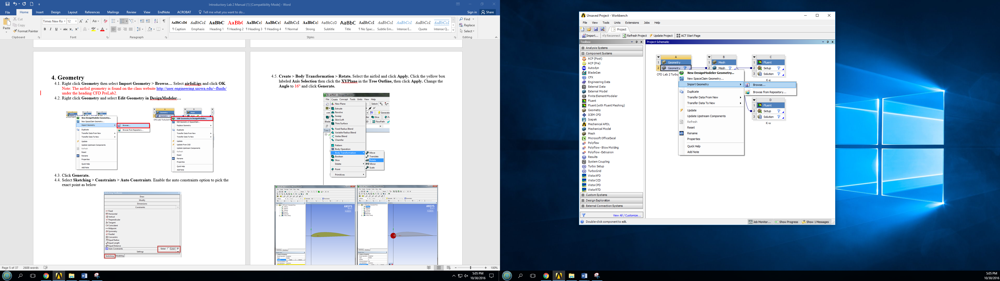 Introductory Lab 2 Manual (1) [Compatibility Mode] - Word
File Home Insert Design Layout References Mailings Review View EndNote ACROBAT Tell me what you want to do... Sign in Share
Paste
Cut
Copy
Format Painter
Clipboard
Times New Ro 12
Font
Paragraph
AaBbCcDd AaBbCcL AaBbC AaBb( AaBbCcl AaBbCcl AaBbCcI AaBbCcl AaBbCcD AaBbC AaBbCcI AaBbCcL AaBbCcL AaBbCcL AaBbCcL
¶ Caption Emphasis Heading 1 ¶ Heading 2 ¶ Heading 3 ¶ Heading 4 ¶ Normal Strong Subtitle Title ¶ No Spac... Subtle Em... Intense E... Quote Intense Q...
Styles
Find
Replace
Select
Editing
4. Geometry
4.1. Right click Geometry then select Import Geometry > Browse... Select airfoil.igs and click OK.
Note: The airfoil geometry is found on the class website http://user.engineering.uiowa.edu/~fluids/
under the heading CFD PreLab2.
4.2. Right click Geometry and select Edit Geometry in DesignModeler...
New DesignModeler Geometry...
New SpaceClaim Geometry...
Import Geometry
Browse...
Browse from Repository...
Duplicate
Transfer Data From New
Transfer Data To New
Update
Update Upstream Components
Refresh
Reset
Rename
Properties
Quick Help
Add Note
A B
Geometry Mesh
Geometry Mesh
Edit Geometry in DesignModeler...
Edit Geometry in SpaceClaim...
Replace Geometry
Duplicate
Transfer Data From New
Transfer Data To New
Update
Update From CAD
Update Upstream Components
Refresh
Reset
Rename
Properties
Quick Help
Add Note
4.3. Click Generate.
4.4. Select Sketching > Constraints > Auto Constraints. Enable the auto constraints option to pick the
exact point as below
Sketching Toolboxes
Draw
Modify
Dimensions
Constraints
Fixed
Horizontal
Vertical
Perpendicular
Tangent
Coincident
Midpoint
Symmetry
Parallel
Concentric
Equal Radius
Equal Length
Equal Distance
Auto Constraints Global: Cursor:
Settings
Sketching Modeling
4.5. Create > Body Transformation > Rotate. Select the airfoil and click Apply. Click the yellow box
labeled Axis Selection then click the XYPlane in the Tree Outline, then click Apply. Change the
Angle to 16° and click Generate.
A: airfoil - DesignModeler
File Create Concept Tools Units View Help
New Plane
Extrude
Revolve
Sweep
Skin/Loft
Thin/Surface
Fixed Radius Blend
Variable Radius Blend
Vertex Blend
Chamfer
Pattern
Body Operation
Body Transformation
Boolean
Slice
Delete
Point
Primitives
Move
Translate
Rotate
Mirror
Scale
Select:
Generate
Slice
FlowPath
ANSYS
ANSYS
Page 5 of 37 2608 words
100%
5:05 PM
10/30/2016
Unsaved Project - Workbench
File View Tools Units Extensions Jobs Help
Project
Import... Reconnect Refresh Project Update Project ACT Start Page
Toolbox
Analysis Systems
Component Systems
ACP (Post)
ACP (Pre)
Autodyn
BladeGen
CFX
Engineering Data
External Data
External Model
Finite Element Modeler
Fluent
Fluent (with Fluent Meshing)
Geometry
ICEM CFD
Icepak
Mechanical APDL
Mechanical Model
Mesh
Microsoft Office Excel
Polyflow
Polyflow - Blow Molding
Polyflow - Extrusion
Results
System Coupling
Turbo Setup
TurboGrid
Vista AFD
Vista CCD
Vista CPD
Vista RTD
Custom Systems
Design Exploration
External Connection Systems
View All / Customize...
Project Schematic
A B C
1 Geometry 1 Mesh 1 Fluent
2 Geometry 2 Mesh 2 Setup
3 Solution
CFD Lab 2 Turbu
K-e
New DesignModeler Geometry...
New SpaceClaim Geometry...
Import Geometry
Browse...
Browse from Repository...
Duplicate
Transfer Data From New
Transfer Data To New
Update
Update Upstream Components
Refresh
Reset
Rename
Properties
Quick Help
Add Note
D
1 Fluent
2 Setup
3 Solution
K-w
Double-click component to edit.
Job Monitor... Show Progress Show 1 Messages
5:05 PM
10/30/2016